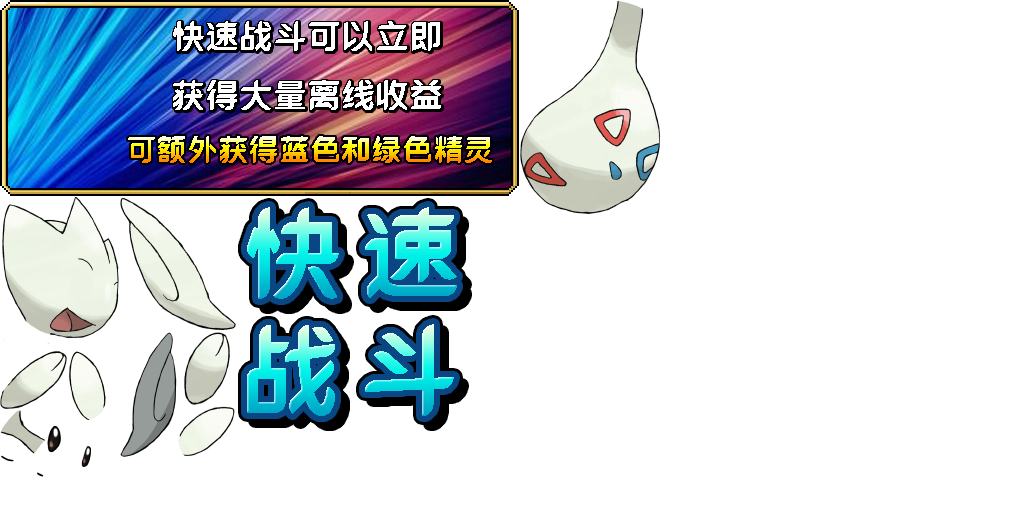 快速战斗可以立即
获得大量离线收益
可额外获得蓝色和绿色精灵
快速
战斗